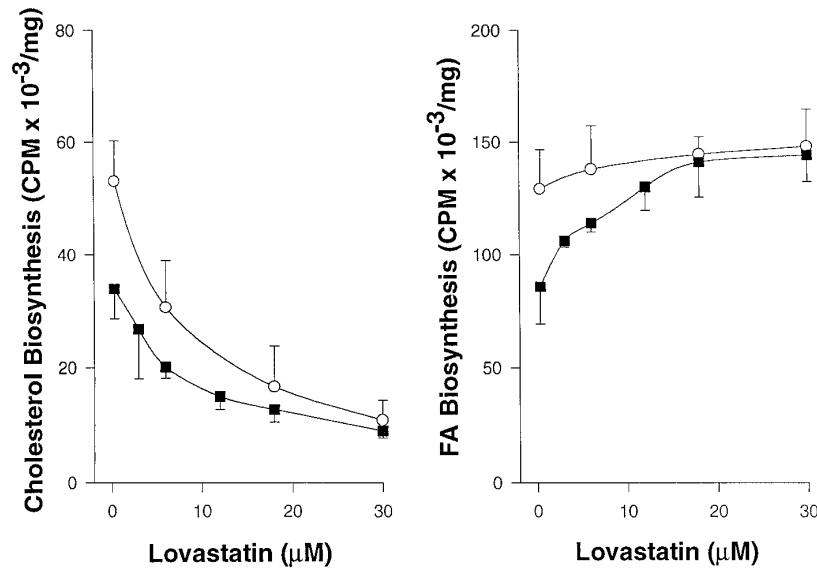 Cholesterol Biosynthesis (CPM x 10⁻³/mg)
80
60
40
20
0
0 10 20 30
Lovastatin (μM)
FA Biosynthesis (CPM x 10⁻³/mg)
200
150
100
50
0
0 10 20 30
Lovastatin (μM)